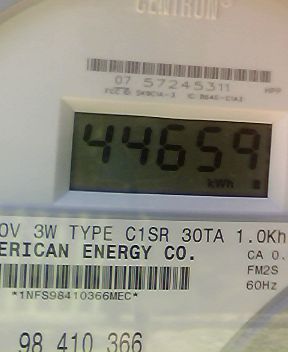 CENTRON®
07 57245311
HPP
44659
kWh
0V 3W TYPE C1SR 30TA 1.0Kh
ERICAN ENERGY CO.
CA 0.
FM2S
60Hz
*1NFS98410366MEC*
98 410 366